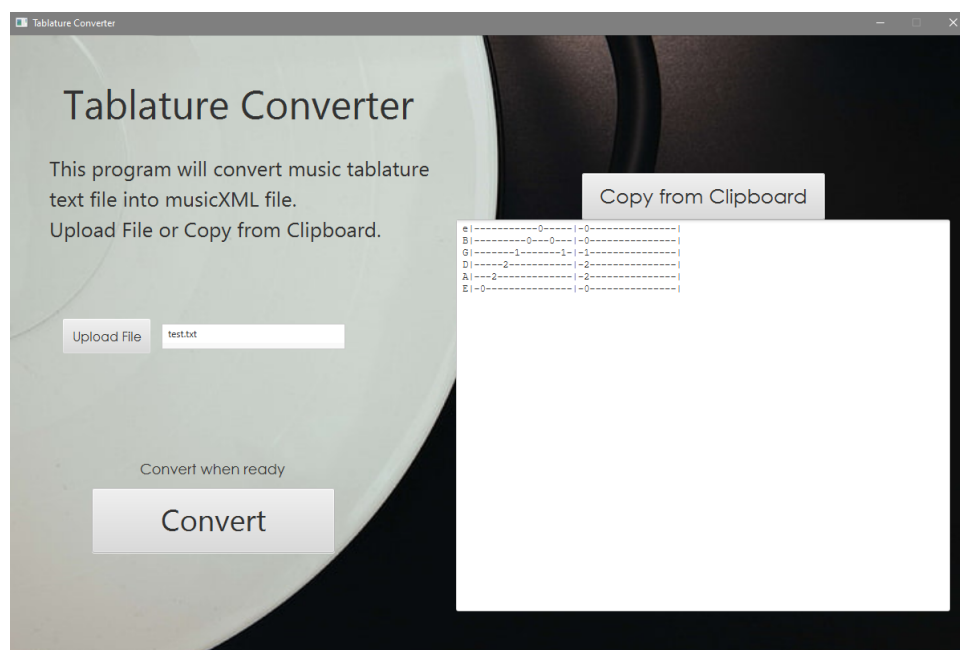 Tablature Converter
Tablature Converter
This program will convert music tablature
text file into musicXML file.
Upload File or Copy from Clipboard.
Upload File
test.txt
Convert when ready
Convert
Copy from Clipboard
e|-----------0-----|-0---------------|
B|---------0---0---|-0---------------|
G|-------1-------1-|-1---------------|
D|-----2-----------|-2---------------|
A|---2-------------|-2---------------|
E|-0---------------|-0---------------|